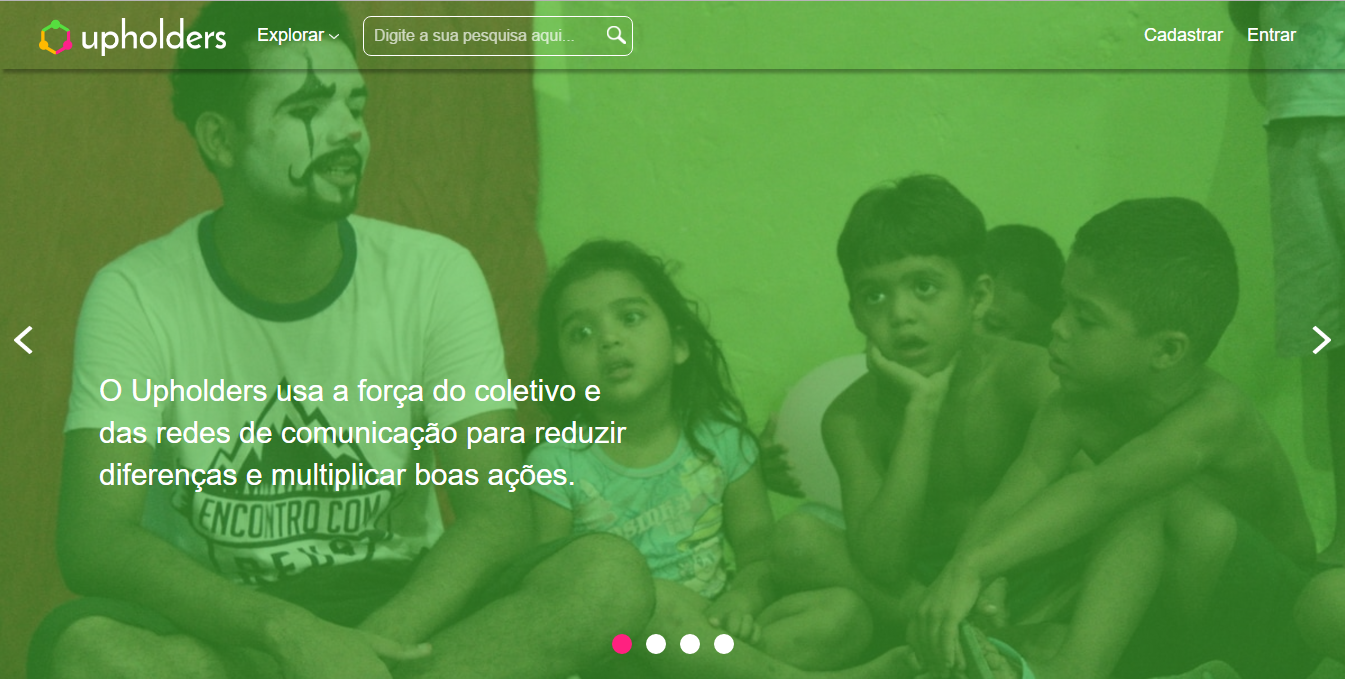 upholders
Explorar
Digite a sua pesquisa aqui...
Cadastrar
Entrar
O Upholders usa a força do coletivo e
das redes de comunicação para reduzir
diferenças e multiplicar boas ações.
ENCONTRO COM